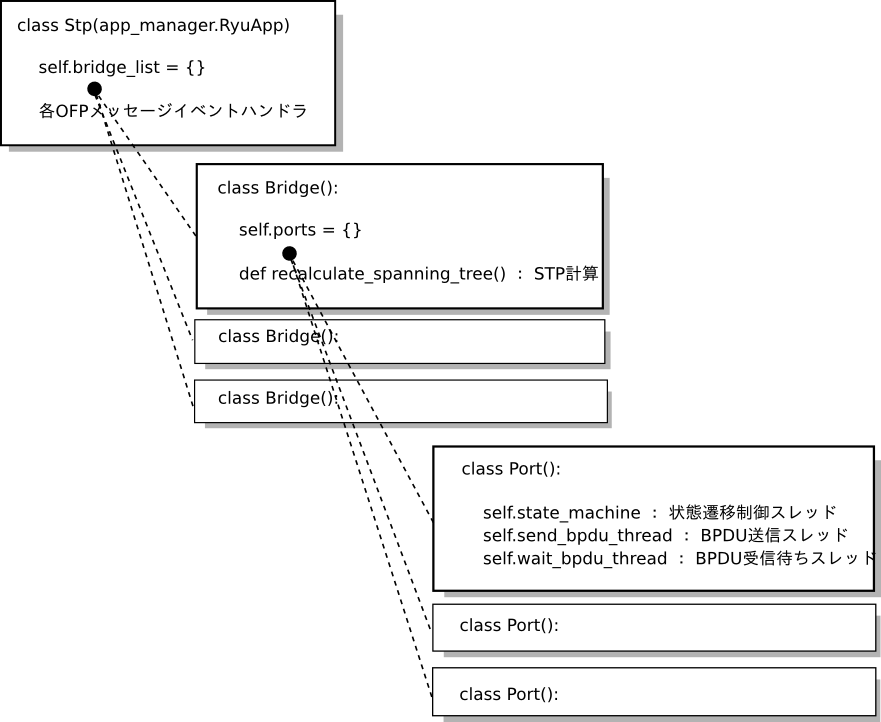 class Stp(app_manager.RyuApp)
self.bridge_list = {}
各OFPメッセージイベントハンドラ
class Bridge():
self.ports = {}
def recalculate_spanning_tree() : STP計算
class Bridge():
class Bridge():
class Port():
self.state_machine : 状態遷移制御スレッド
self.send_bpdu_thread : BPDU送信スレッド
self.wait_bpdu_thread : BPDU受信待ちスレッド
class Port():
class Port():